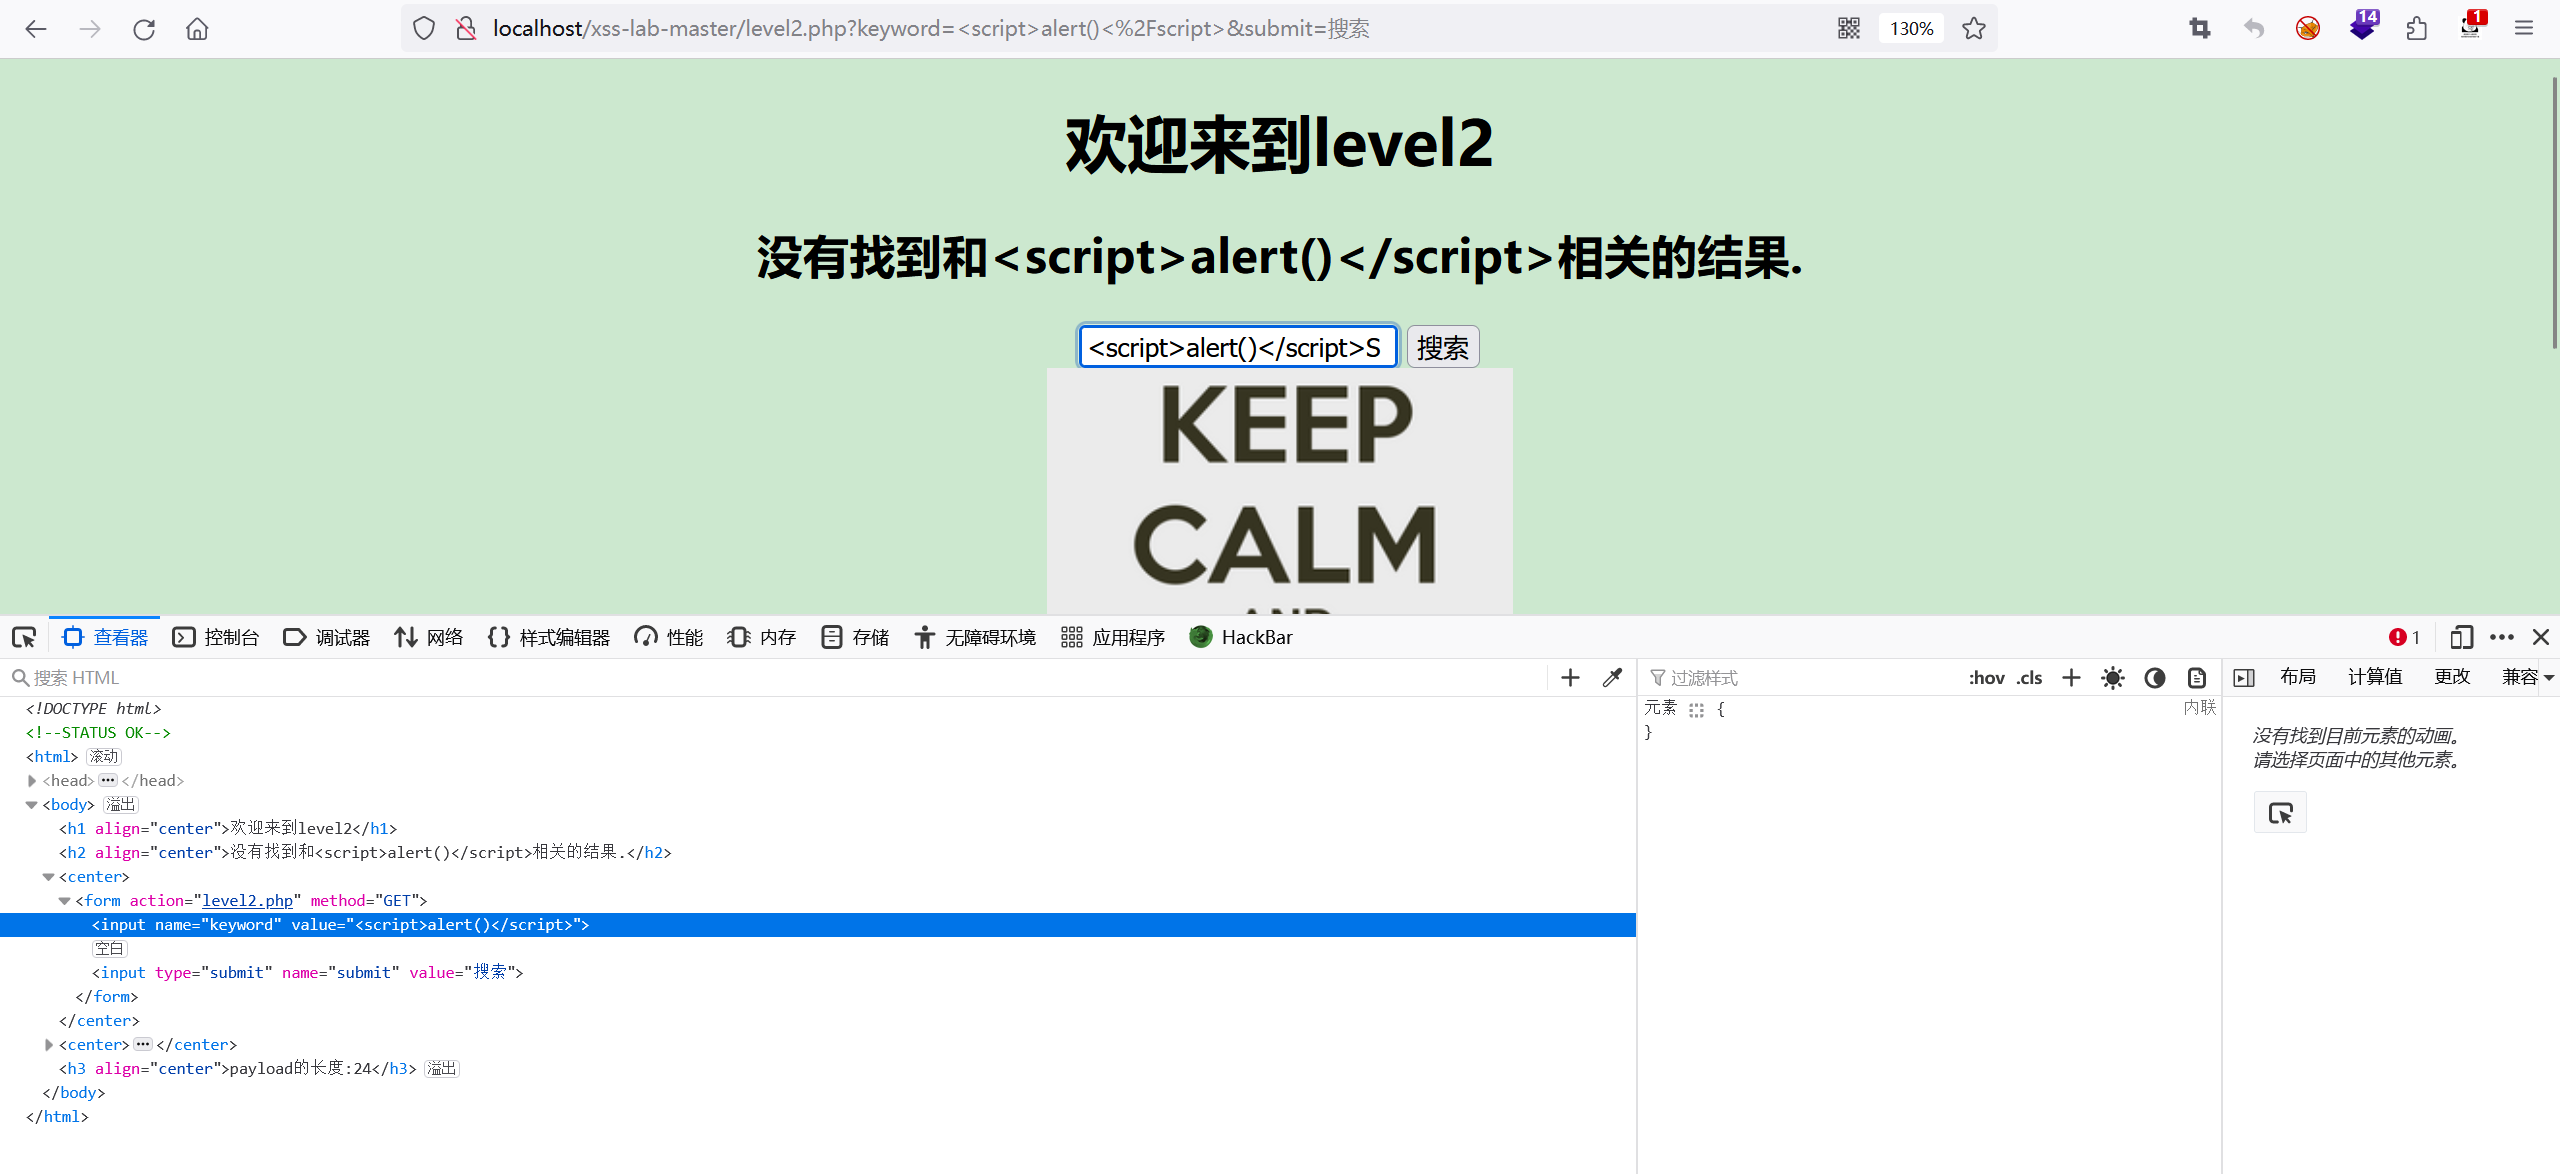 localhost/xss-lab-master/level2.php?keyword=<script>alert()<%2Fscript>&submit=搜索
130%
14
1
欢迎来到level2
没有找到和<script>alert()</script>相关的结果.
<script>alert()</script>S
搜索
KEEP
CALM
AND
查看器
控制台
调试器
网络
样式编辑器
性能
内存
存储
无障碍环境
应用程序
HackBar
1
搜索 HTML
过滤样式
:hov .cls
布局
计算值
更改
兼容
<!DOCTYPE html>
<!--STATUS OK-->
<html> 滚动
<head>•••</head>
<body> 溢出
<h1 align="center">欢迎来到level2</h1>
<h2 align="center">没有找到和<script>alert()</script>相关的结果.</h2>
<center>
<form action="level2.php" method="GET">
<input name="keyword" value="<script>alert()</script>">
空白
<input type="submit" name="submit" value="搜索">
</form>
</center>
<center>•••</center>
<h3 align="center">payload的长度:24</h3> 溢出
</body>
</html>
元素 {
内联
}
没有找到目前元素的动画。
请选择页面中的其他元素。